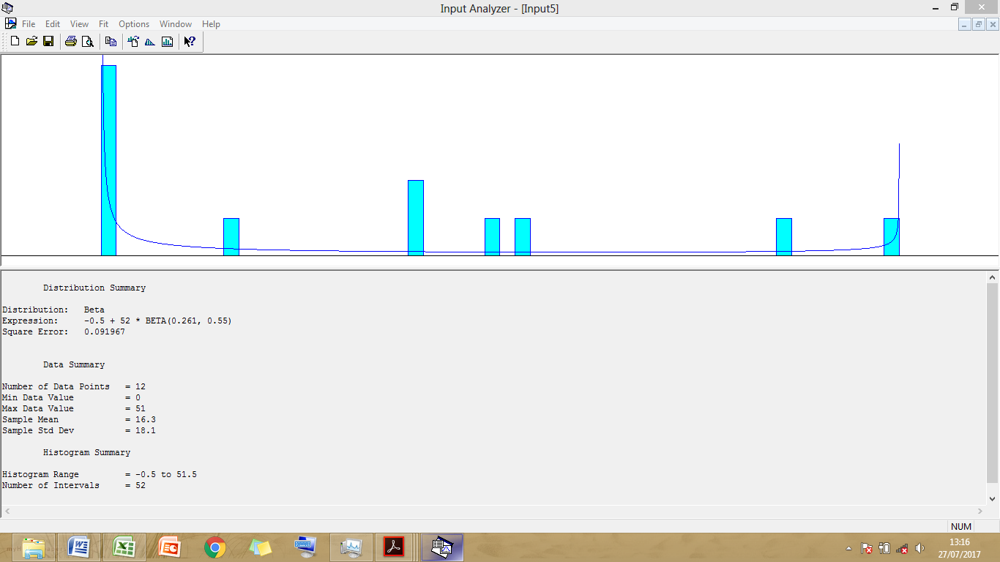 Input Analyzer - [Input5]
File Edit View Fit Options Window Help
Distribution Summary
Distribution: Beta
Expression: -0.5 + 52 * BETA(0.261, 0.55)
Square Error: 0.091967
Data Summary
Number of Data Points = 12
Min Data Value = 0
Max Data Value = 51
Sample Mean = 16.3
Sample Std Dev = 18.1
Histogram Summary
Histogram Range = -0.5 to 51.5
Number of Intervals = 52
NUM
13:16
27/07/2017